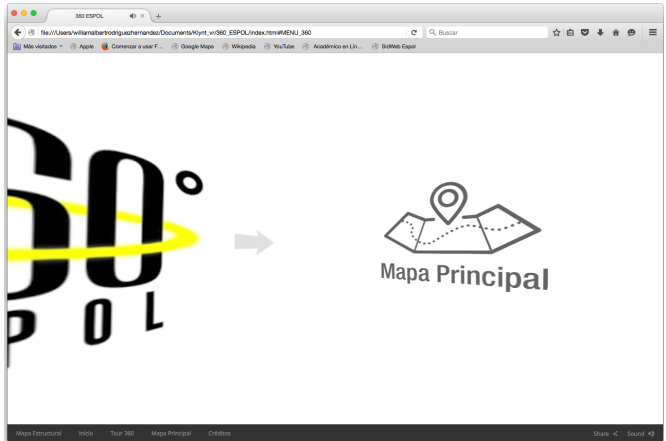 360 ESPOL
file:///Users/williamalbertrodriguezhernandez/Documents/Klynt_vr/360_ESPOL/index.html#MENU_360
Buscar
Más visitados
Apple
Comenzar a usar F...
Google Maps
Wikipedia
YouTube
Académico en Lín...
SidWeb Espol
60°
POL
Mapa Principal
Mapa Estructural
Inicio
Tour 360
Mapa Principal
Créditos
Share
Sound